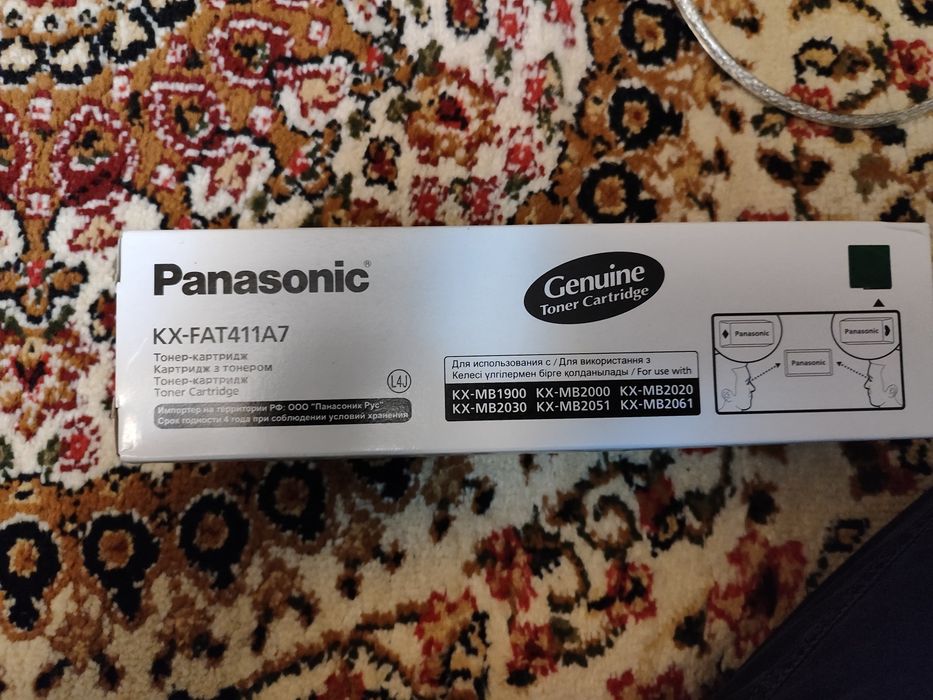 Panasonic®
KX-FAT411A7
Тонер-картридж
Картридж з тонером
Тонер-картридж
Toner Cartridge
L4J
Импортер на территории РФ: ООО "Панасоник Рус"
Срок годности 4 года при соблюдении условий хранения
Genuine
Toner Cartridge
Для использования с / Для використання з
Келесі үлгілермен бірге қолданылады / For use with
KX-MB1900 KX-MB2000 KX-MB2020
KX-MB2030 KX-MB2051 KX-MB2061
Panasonic
Panasonic
Panasonic